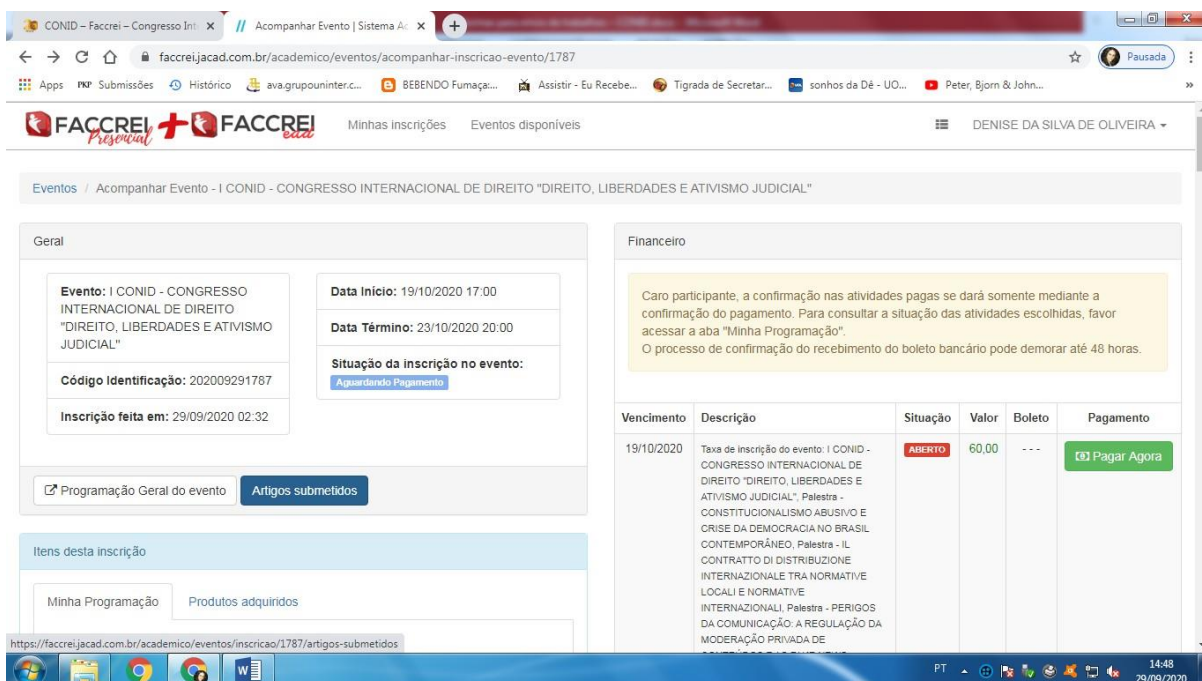 CONID – Faccrei – Congresso Int
Acompanhar Evento | Sistema Ac
faccrei.jacad.com.br/academico/eventos/acompanhar-inscricao-evento/1787
Pausada
Apps
PKP Submissões
Histórico
ava.grupouninter.c...
BEBENDO Fumaça:...
Assistir - Eu Recebe...
Tigrada de Secretar...
sonhos da Dê - UO...
Peter, Bjorn & John...
FACCREI Presencial + FACCREI ead
Minhas inscrições
Eventos disponíveis
DENISE DA SILVA DE OLIVEIRA
Eventos / Acompanhar Evento - I CONID - CONGRESSO INTERNACIONAL DE DIREITO "DIREITO, LIBERDADES E ATIVISMO JUDICIAL"
Geral
Evento: I CONID - CONGRESSO
INTERNACIONAL DE DIREITO
"DIREITO, LIBERDADES E ATIVISMO
JUDICIAL"
Código Identificação: 202009291787
Inscrição feita em: 29/09/2020 02:32
Data Início: 19/10/2020 17:00
Data Término: 23/10/2020 20:00
Situação da inscrição no evento:
Aguardando Pagamento
Programação Geral do evento
Artigos submetidos
Itens desta inscrição
Minha Programação
Produtos adquiridos
Financeiro
Caro participante, a confirmação nas atividades pagas se dará somente mediante a
confirmação do pagamento. Para consultar a situação das atividades escolhidas, favor
acessar a aba "Minha Programação".
O processo de confirmação do recebimento do boleto bancário pode demorar até 48 horas.
Vencimento Descrição Situação Valor Boleto Pagamento
19/10/2020
Taxa de inscrição do evento: I CONID -
CONGRESSO INTERNACIONAL DE
DIREITO "DIREITO, LIBERDADES E
ATIVISMO JUDICIAL", Palestra -
CONSTITUCIONALISMO ABUSIVO E
CRISE DA DEMOCRACIA NO BRASIL
CONTEMPORÂNEO, Palestra - IL
CONTRATTO DI DISTRIBUZIONE
INTERNAZIONALE TRA NORMATIVE
LOCALI E NORMATIVE
INTERNAZIONALI, Palestra - PERIGOS
DA COMUNICAÇÃO: A REGULAÇÃO DA
MODERAÇÃO PRIVADA DE
ABERTO
60,00
- - -
Pagar Agora
https://faccrei.jacad.com.br/academico/eventos/inscricao/1787/artigos-submetidos
PT
14:48
29/09/2020